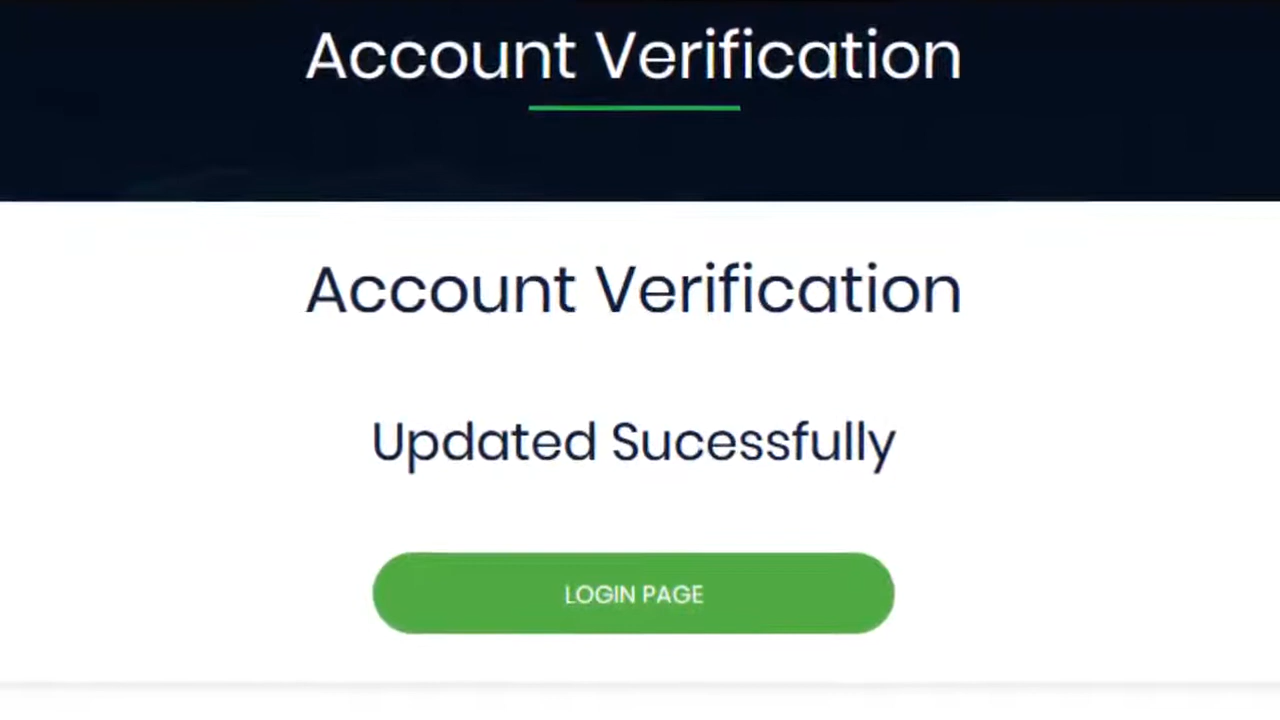 Account Verification
Account Verification
Updated Sucessfully
LOGIN PAGE